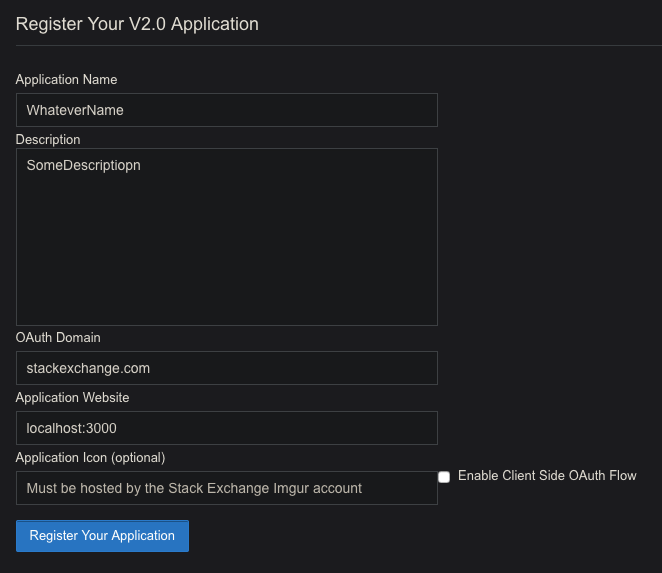 Register Your V2.0 Application
Application Name
WhateverName
Description
SomeDescriptiopn
OAuth Domain
stackexchange.com
Application Website
localhost:3000
Application Icon (optional)
Must be hosted by the Stack Exchange Imgur account
Enable Client Side OAuth Flow
Register Your Application